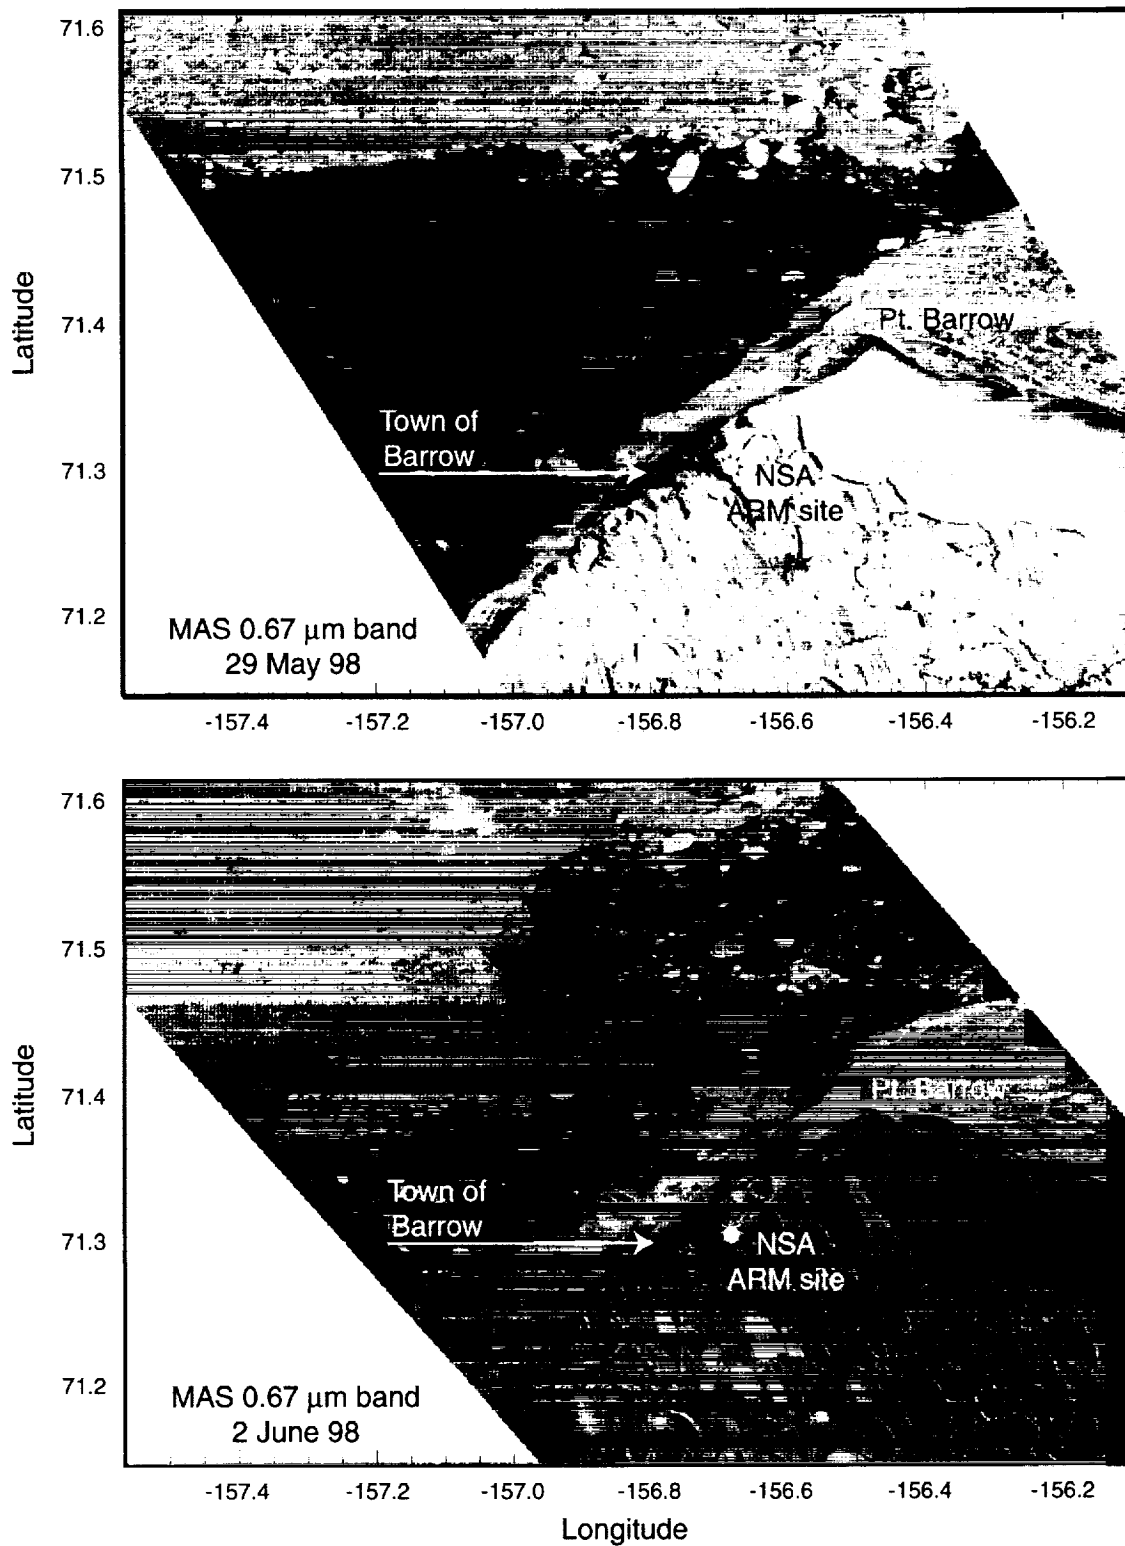 71.6
71.5
71.4
71.3
71.2
Latitude
Pt. Barrow
Town of
Barrow
NSA
ARM site
MAS 0.67 μm band
29 May 98
-157.4 -157.2 -157.0 -156.8 -156.6 -156.4 -156.2
71.6
71.5
71.4
71.3
71.2
Latitude
Pt. Barrow
Town of
Barrow
NSA
ARM site
MAS 0.67 μm band
2 June 98
-157.4 -157.2 -157.0 -156.8 -156.6 -156.4 -156.2
Longitude